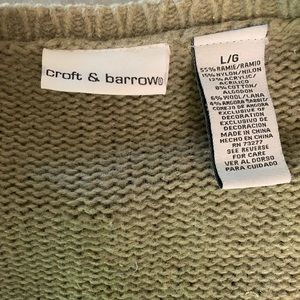 croft & barrow®
L/G
55% RAMIE/RAMIO
15% NYLON/NILON
12% ACRYLIC/
ACRILICO
8% COTTON/
ALGODON
6% WOOL/LANA
4% ANGORA RABBIT/
CONEJO DE ANGORA
EXCLUSIVE OF
DECORATION
EXCLUSIVO DE
DECORACION
MADE IN CHINA
HECHO EN CHINA
RN 73277
SEE REVERSE
FOR CARE
VER AL DORSO
PARA CUIDADO